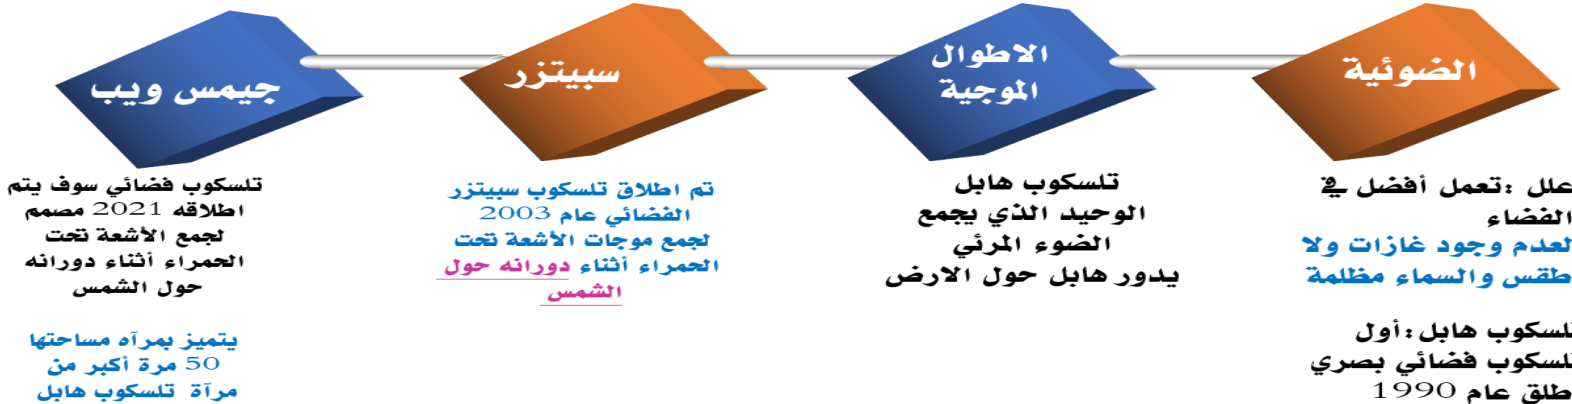 الضوئية
علل :تعمل أفضل في
الفضاء
لعدم وجود غازات ولا
طقس والسماء مظلمة
تلسكوب هابل :أول
تلسكوب فضائي بصري
طلق عام 1990
الاطوال
الموجية
تلسكوب هابل
الوحيد الذي يجمع
الضوء المرئي
يدور هابل حول الارض
سبيتزر
تم اطلاق تلسكوب سبيتزر
الفضائي عام 2003
لجمع موجات الأشعة تحت
الحمراء أثناء دورانه حول
الشمس
جيمس ويب
تلسكوب فضائي سوف يتم
اطلاقه 2021 مصمم
لجمع الأشعة تحت
الحمراء أثناء دورانه
حول الشمس
يتميز بمرآه مساحتها
50 مرة أكبر من
مرآة تلسكوب هابل